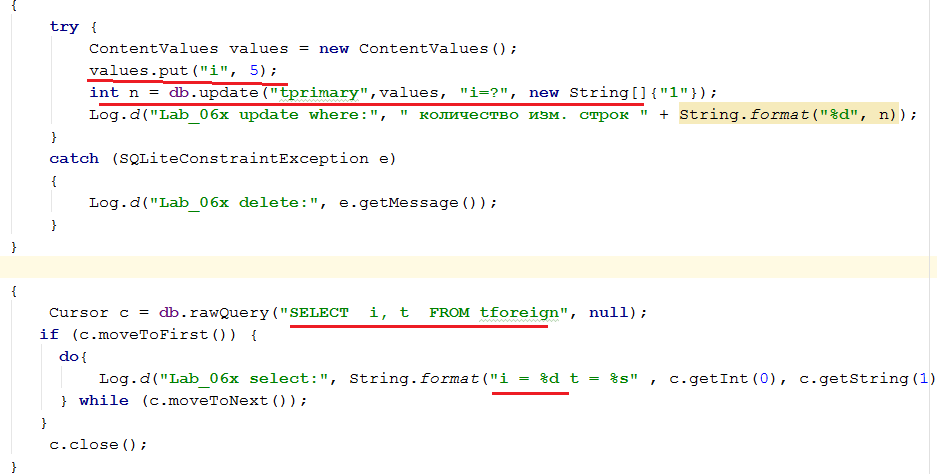 {
try {
ContentValues values = new ContentValues();
values.put("i", 5);
int n = db.update("tprimary",values, "i=?", new String[]{"1"});
Log.d("Lab_06x update where:", " количество изм. строк " + String.format("%d", n));
}
catch (SQLiteConstraintException e)
{
Log.d("Lab_06x delete:", e.getMessage());
}
}
{
Cursor c = db.rawQuery("SELECT  i, t  FROM tforeign", null);
if (c.moveToFirst()) {
do{
Log.d("Lab_06x select:", String.format("i = %d t = %s" , c.getInt(0), c.getString(1)
} while (c.moveToNext());
}
c.close();
}